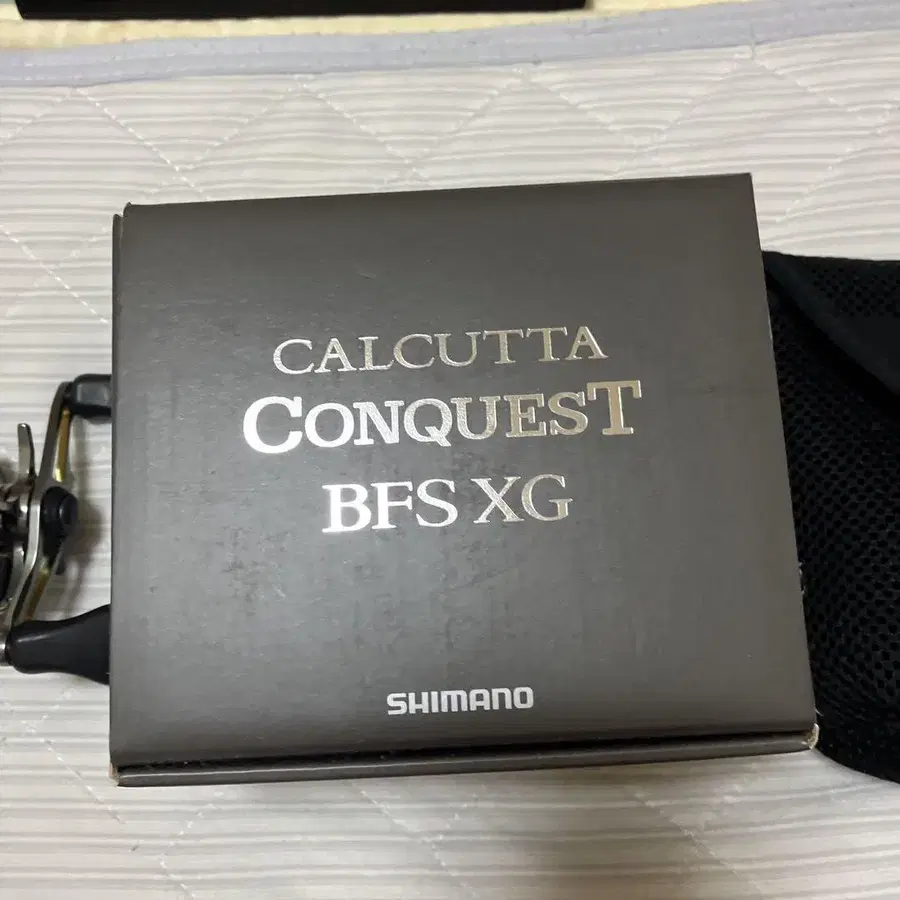 CALCUTTA
CONQUEST
BFS XG
SHIMANO